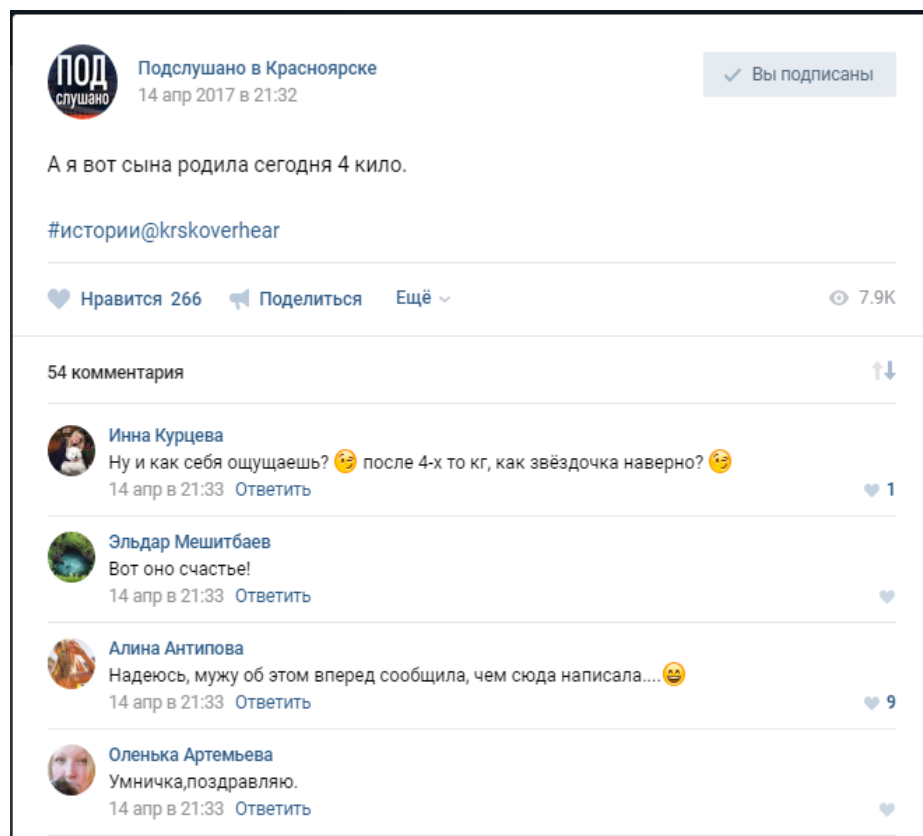 ПОД
слушано
Подслушано в Красноярске
14 апр 2017 в 21:32
Вы подписаны
А я вот сына родила сегодня 4 кило.
#истории@krskoverhear
Нравится 266 Поделиться Ещё 7.9K
54 комментария
Инна Курцева
Ну и как себя ощущаешь? 😏 после 4-х то кг, как звёздочка наверно? 😏
14 апр в 21:33 Ответить 1
Эльдар Мешитбаев
Вот оно счастье!
14 апр в 21:33 Ответить
Алина Антипова
Надеюсь, мужу об этом вперед сообщила, чем сюда написала....😄
14 апр в 21:33 Ответить 9
Оленька Артемьева
Умничка,поздравляю.
14 апр в 21:33 Ответить